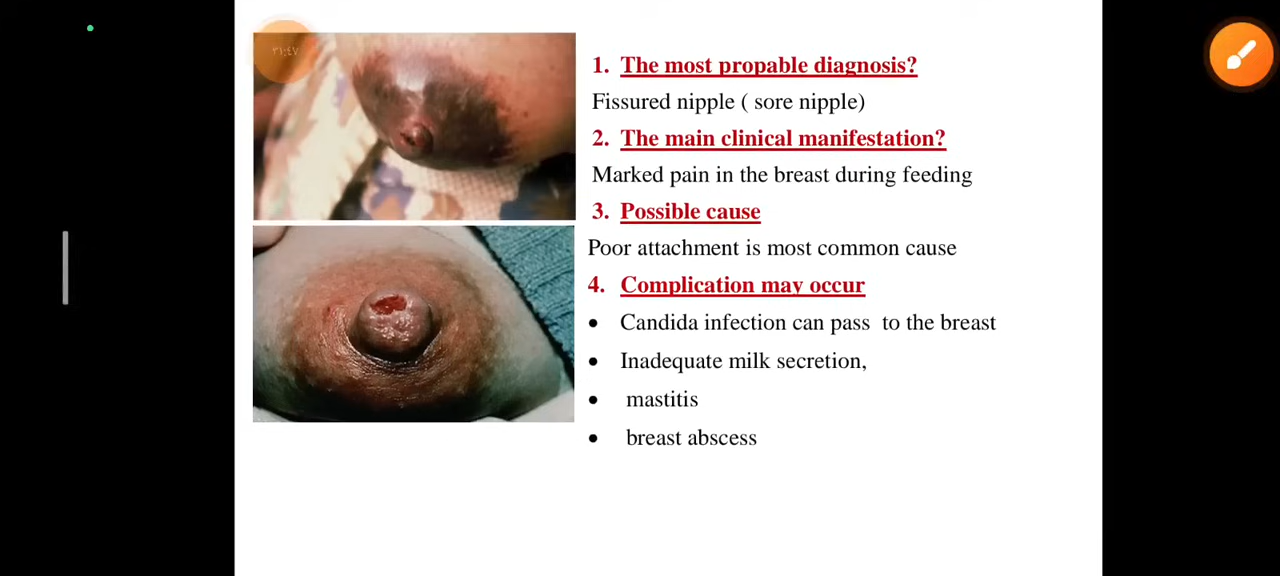 ٣١:٤٧
1. The most propable diagnosis?
Fissured nipple ( sore nipple)
2. The main clinical manifestation?
Marked pain in the breast during feeding
3. Possible cause
Poor attachment is most common cause
4. Complication may occur
• Candida infection can pass to the breast
• Inadequate milk secretion,
• mastitis
• breast abscess